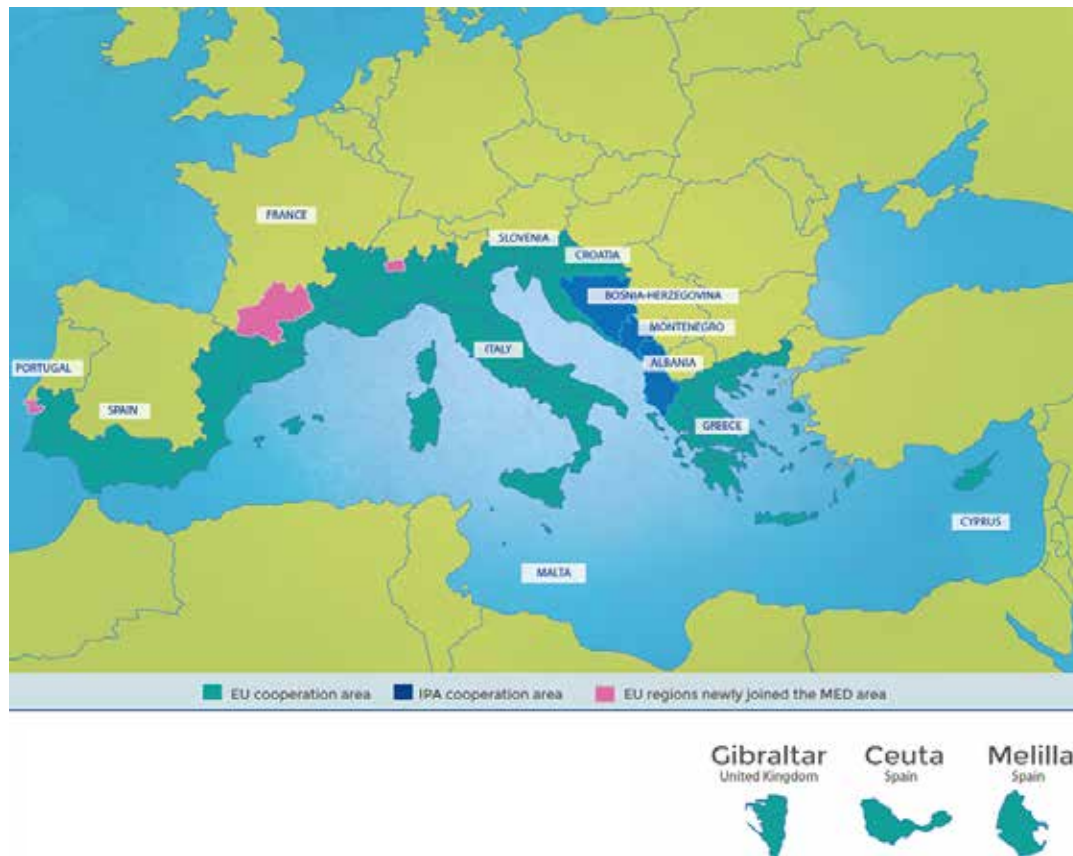 FRANCE
SLOVENIA
CROATIA
BOSNIA-HERZEGOVINA
MONTENEGRO
ITALY
ALBANIA
PORTUGAL
SPAIN
GREECE
CYPRUS
MALTA
EU cooperation area
IPA cooperation area
EU regions newly joined the MED area
Gibraltar
United Kingdom
Ceuta
Spain
Melilla
Spain